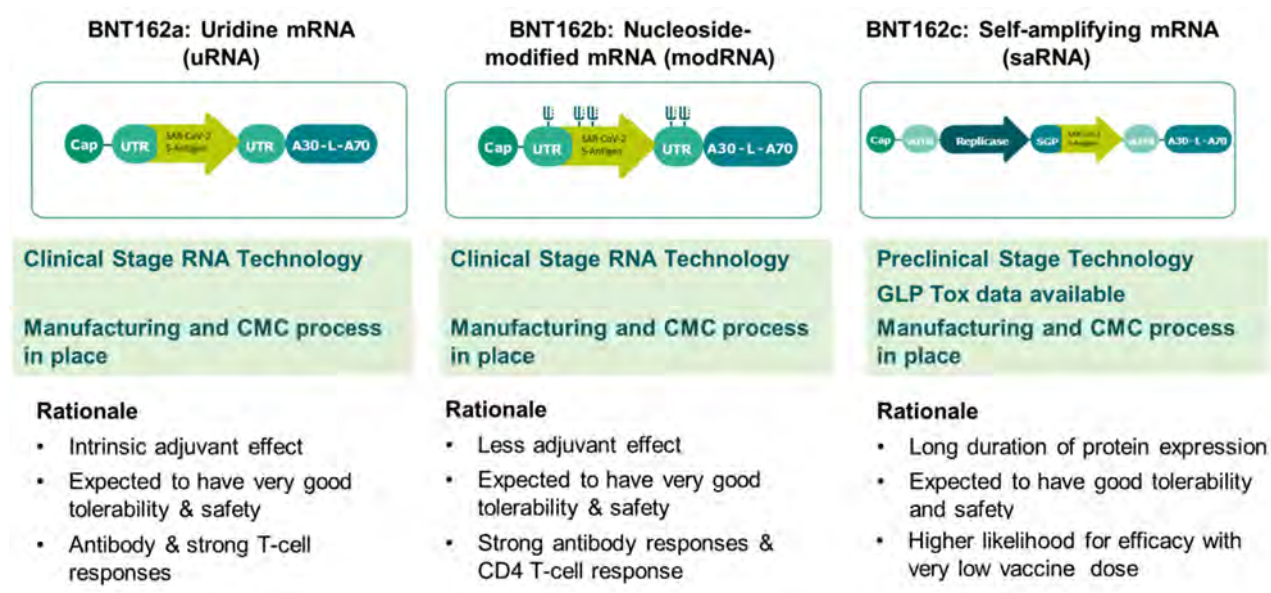 BNT162a: Uridine mRNA
(uRNA)
Cap
UTR
SAR-CoV-2
S-Antigen
UTR
A30-L-A70
Clinical Stage RNA Technology
Manufacturing and CMC process
in place
Rationale
• Intrinsic adjuvant effect
• Expected to have very good
tolerability & safety
• Antibody & strong T-cell
responses
BNT162b: Nucleoside-
modified mRNA (modRNA)
Cap
UTR
SAR-CoV-2
S-Antigen
UTR
A30-L-A70
Clinical Stage RNA Technology
Manufacturing and CMC process
in place
Rationale
• Less adjuvant effect
• Expected to have very good
tolerability & safety
• Strong antibody responses &
CD4 T-cell response
BNT162c: Self-amplifying mRNA
(saRNA)
Cap
Replicase
SGP
A30-L-A70
Preclinical Stage Technology
GLP Tox data available
Manufacturing and CMC process
in place
Rationale
• Long duration of protein expression
• Expected to have good tolerability
and safety
• Higher likelihood for efficacy with
very low vaccine dose